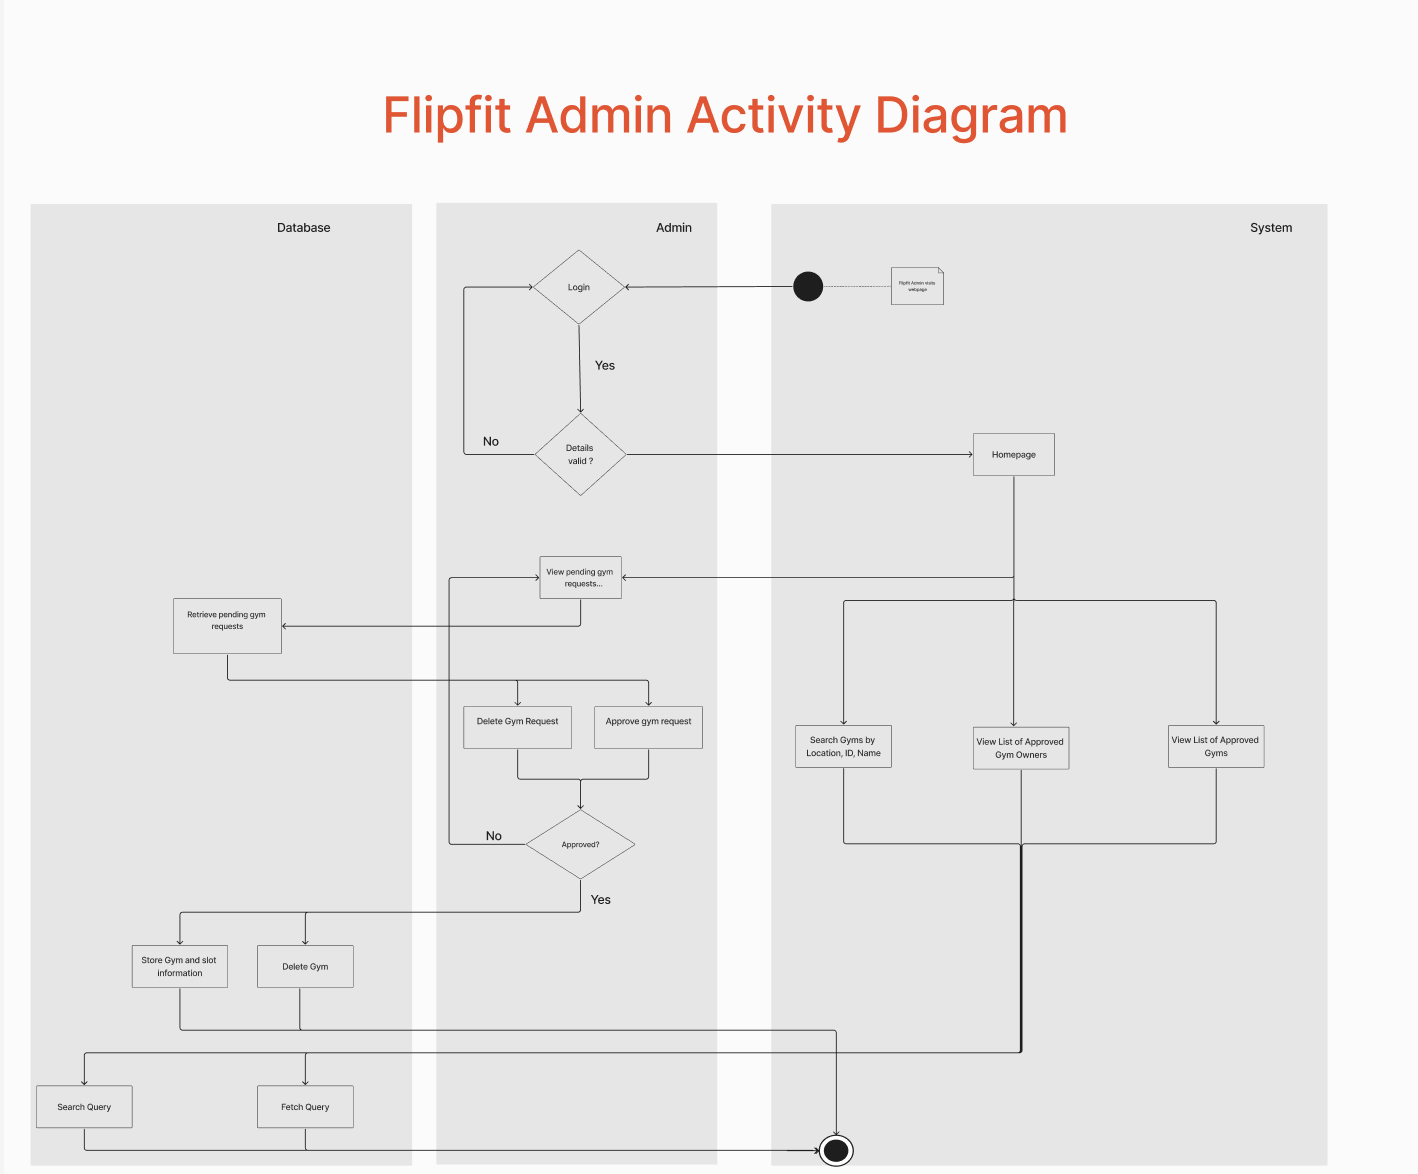 Flipfit Admin Activity Diagram
Database
Admin
System
Login
Flipfit Admin visits
webpage
Yes
No
Details
valid ?
Homepage
View pending gym
requests...
Retrieve pending gym
requests
Delete Gym Request
Approve gym request
Search Gyms by
Location, ID, Name
View List of Approved
Gym Owners
View List of Approved
Gyms
No
Approved?
Yes
Store Gym and slot
information
Delete Gym
Search Query
Fetch Query